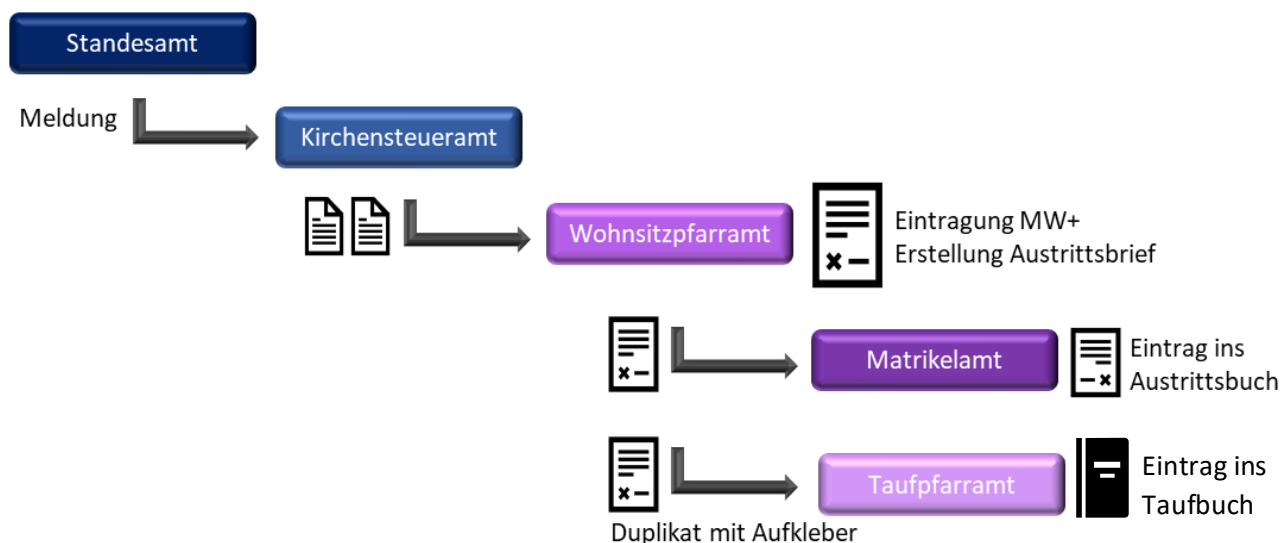 Standesamt
Meldung
Kirchensteueramt
Wohnsitzpfarramt
Eintragung MW+
Erstellung Austrittsbrief
Matrikelamt
Eintrag ins
Austrittsbuch
Taufpfarramt
Eintrag ins
Taufbuch
Duplikat mit Aufkleber